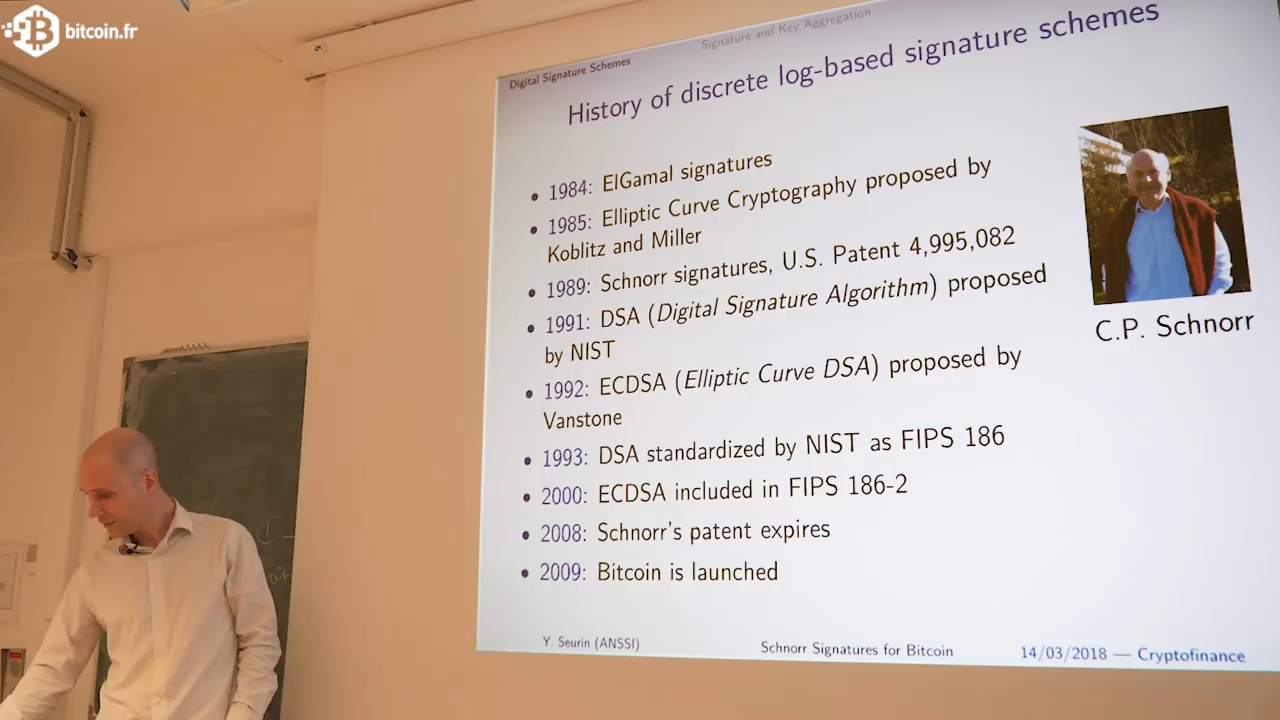 bitcoin.fr
Digital Signature Schemes
Signature and Key Aggregation
History of discrete log-based signature schemes
• 1984: ElGamal signatures
• 1985: Elliptic Curve Cryptography proposed by
Koblitz and Miller
• 1989: Schnorr signatures, U.S. Patent 4,995,082
• 1991: DSA (Digital Signature Algorithm) proposed
by NIST
• 1992: ECDSA (Elliptic Curve DSA) proposed by
Vanstone
• 1993: DSA standardized by NIST as FIPS 186
• 2000: ECDSA included in FIPS 186-2
• 2008: Schnorr's patent expires
• 2009: Bitcoin is launched
C.P. Schnorr
Y. Seurin (ANSSI)
Schnorr Signatures for Bitcoin
14/03/2018 — Cryptofinance